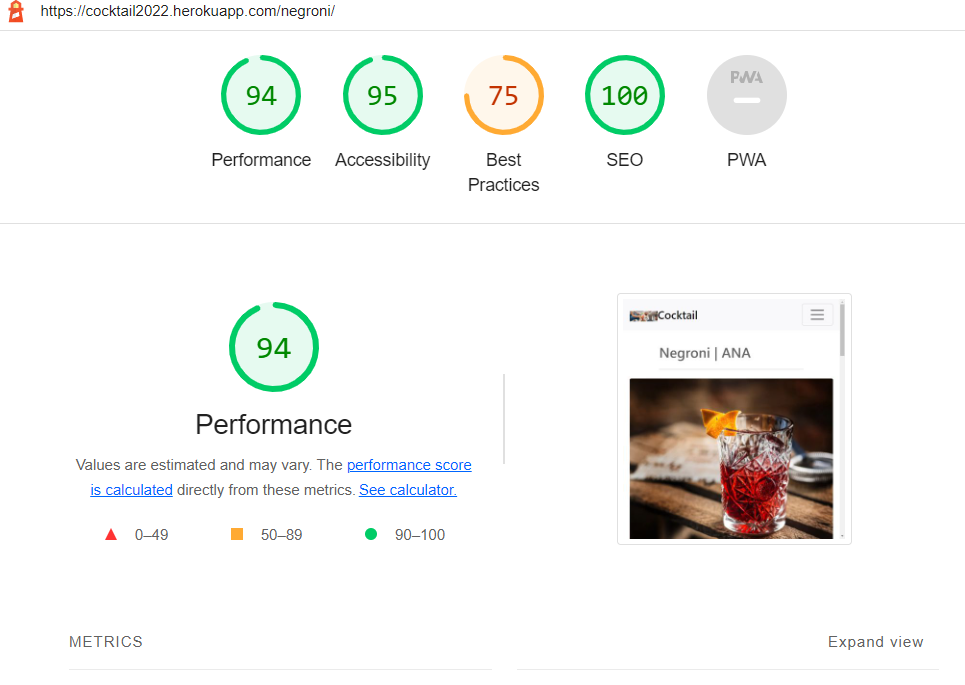 https://cocktail2022.herokuapp.com/negroni/
94
95
75
100
PWA
Performance
Accessibility
Best
Practices
SEO
PWA
94
Performance
Values are estimated and may vary. The performance score
is calculated directly from these metrics. See calculator.
0–49
50–89
90–100
Cocktail
Negroni | ANA
METRICS
Expand view